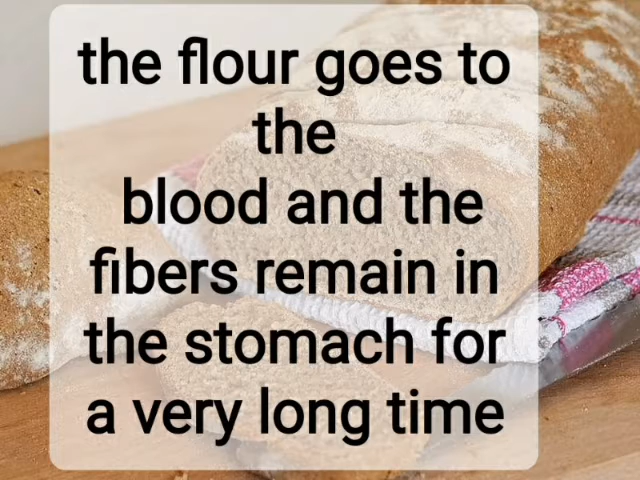 the flour goes to
the
blood and the
fibers remain in
the stomach for
a very long time